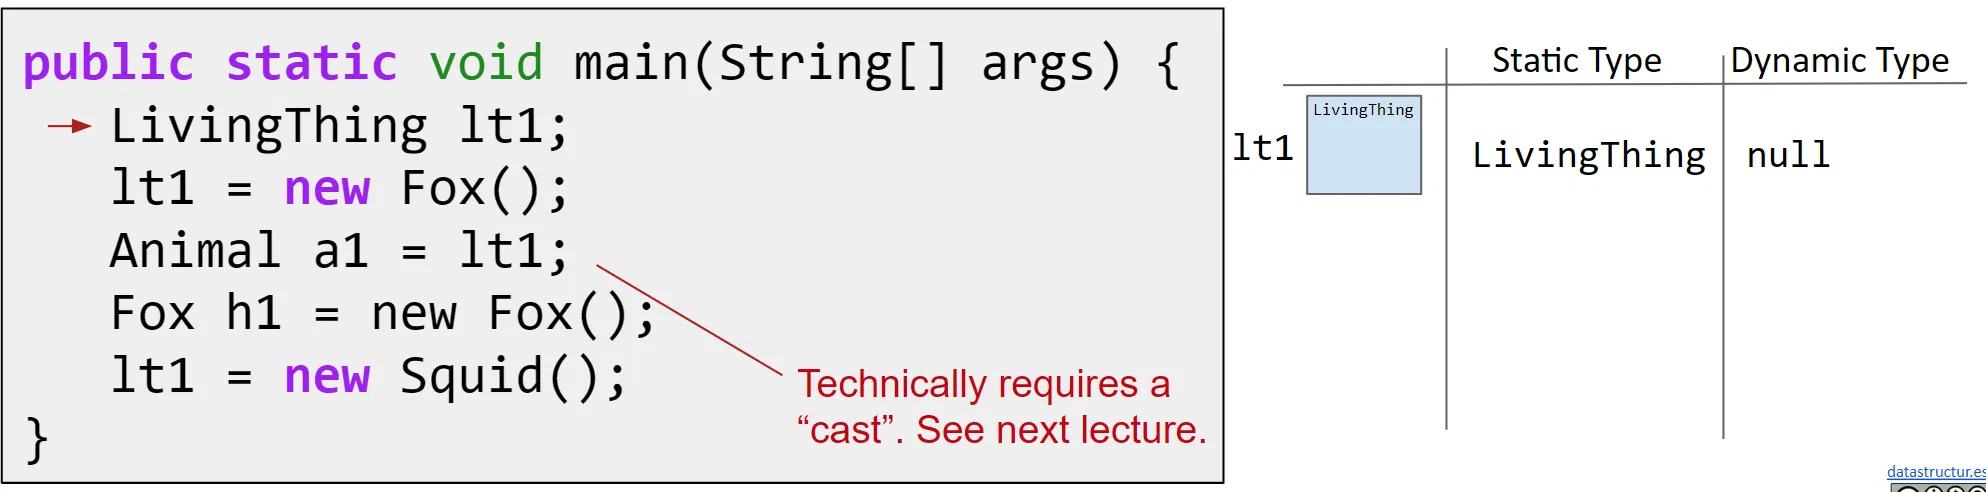 public static void main(String[] args) {
LivingThing lt1;
lt1 = new Fox();
Animal a1 = lt1;
Fox h1 = new Fox();
lt1 = new Squid();
}
Technically requires a
“cast”. See next lecture.
Static Type
Dynamic Type
lt1
LivingThing
LivingThing
null
datastructur.es